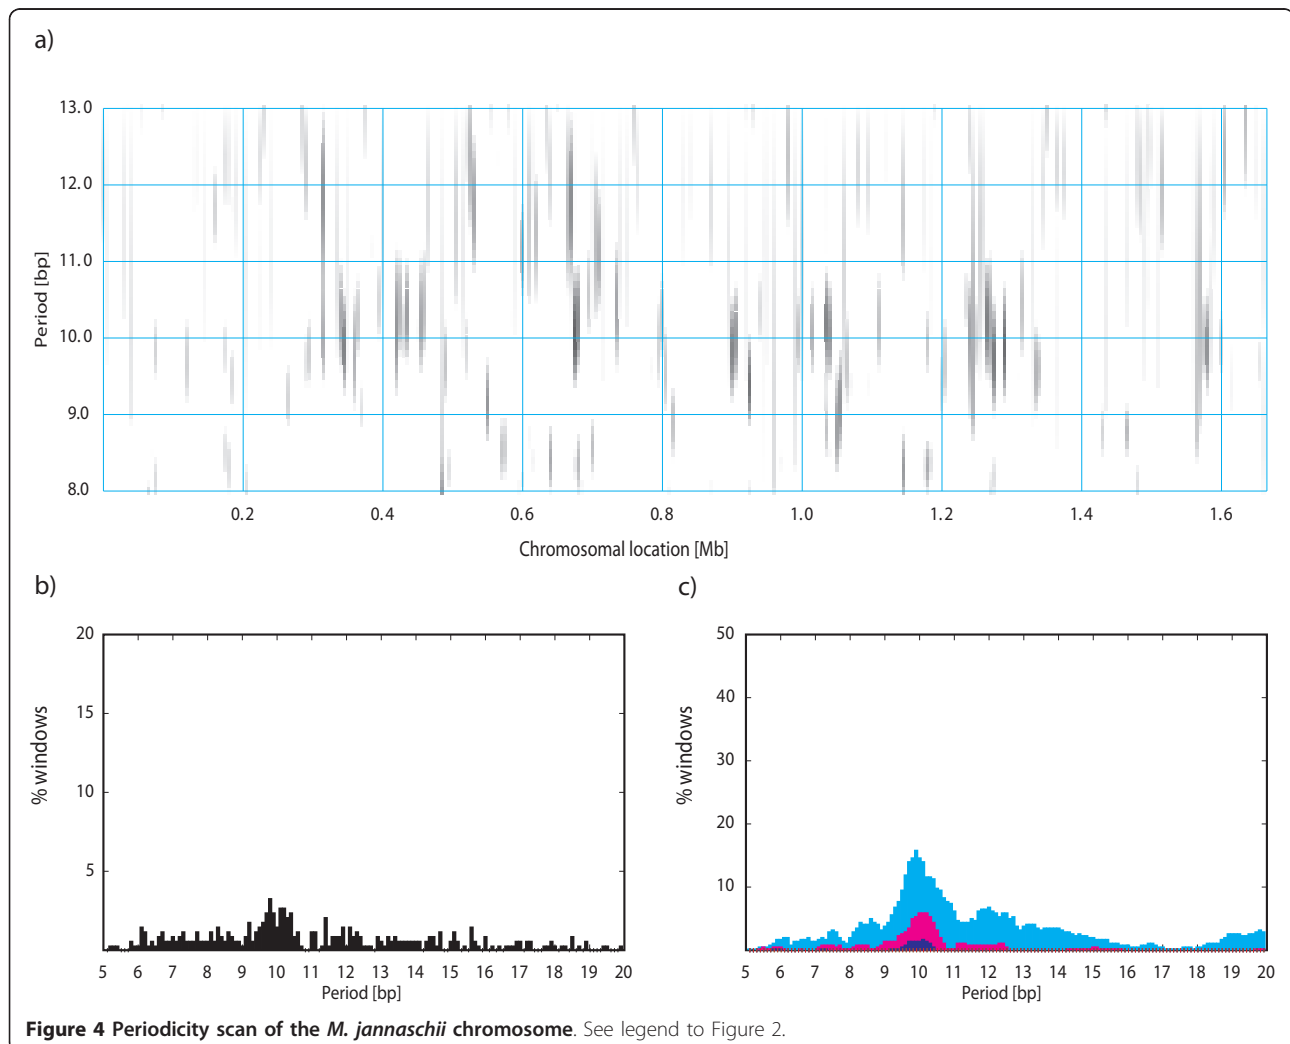 a)
13.0
12.0
11.0
10.0
9.0
8.0
Period [bp]
0.2 0.4 0.6 0.8 1.0 1.2 1.4 1.6
Chromosomal location [Mb]
b)
20
15
10
5
% windows
5 6 7 8 9 10 11 12 13 14 15 16 17 18 19 20
Period [bp]
c)
50
40
30
20
10
% windows
5 6 7 8 9 10 11 12 13 14 15 16 17 18 19 20
Period [bp]
Figure 4 Periodicity scan of the M. jannaschii chromosome. See legend to Figure 2.